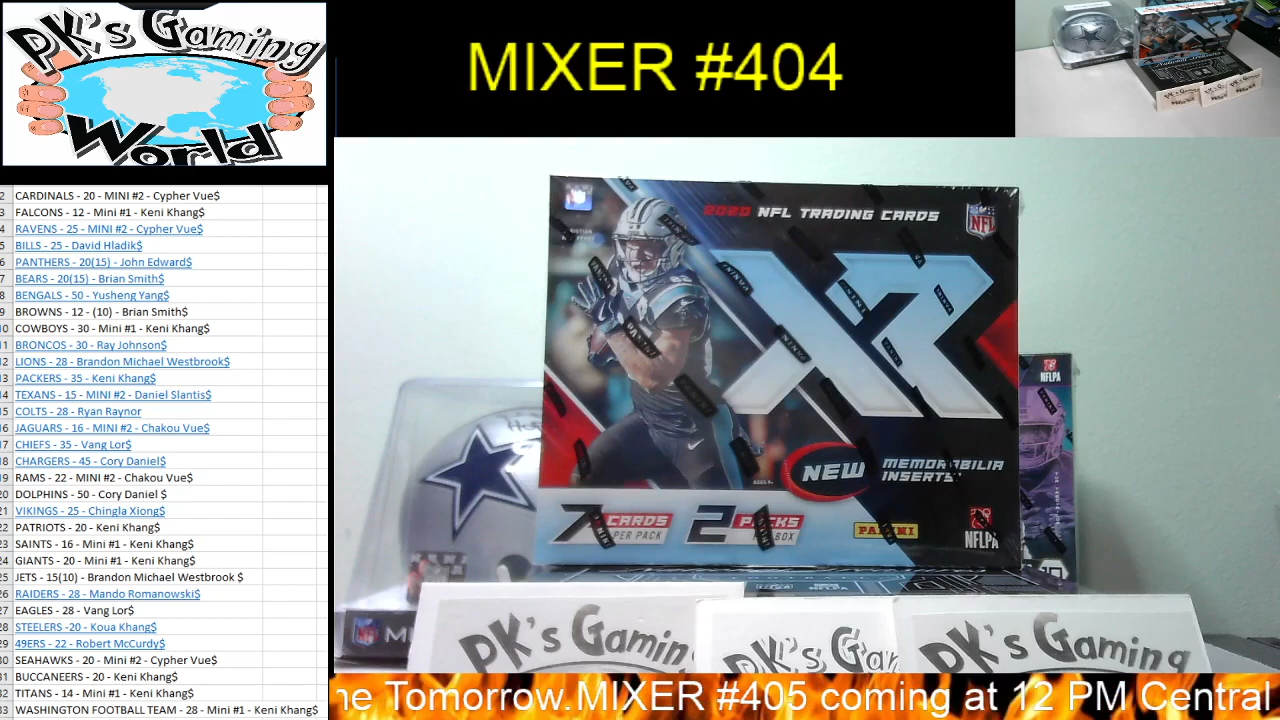 PK's Gaming
World
MIXER #404
2 CARDINALS - 20 - MINI #2 - Cypher Vue$
3 FALCONS - 12 - Mini #1 - Keni Khang$
4 RAVENS - 25 - MINI #2 - Cypher Vue$
5 BILLS - 25 - David Hladik$
6 PANTHERS - 20(15) - John Edward$
7 BEARS - 20(15) - Brian Smith$
8 BENGALS - 50 - Yusheng Yang$
9 BROWNS - 12 - (10) - Brian Smith$
10 COWBOYS - 30 - Mini #1 - Keni Khang$
11 BRONCOS - 30 - Ray Johnson$
12 LIONS - 28 - Brandon Michael Westbrook$
13 PACKERS - 35 - Keni Khang$
14 TEXANS - 15 - MINI #2 - Daniel Slantis$
15 COLTS - 28 - Ryan Raynor
16 JAGUARS - 16 - MINI #2 - Chakou Vue$
17 CHIEFS - 35 - Vang Lor$
18 CHARGERS - 45 - Cory Daniel$
19 RAMS - 22 - MINI #2 - Chakou Vue$
20 DOLPHINS - 50 - Cory Daniel $
21 VIKINGS - 25 - Chingla Xiong$
22 PATRIOTS - 20 - Keni Khang$
23 SAINTS - 16 - Mini #1 - Keni Khang$
24 GIANTS - 20 - Mini #1 - Keni Khang$
25 JETS - 15(10) - Brandon Michael Westbrook $
26 RAIDERS - 28 - Mando Romanowski$
27 EAGLES - 28 - Vang Lor$
28 STEELERS -20 - Koua Khang$
29 49ERS - 22 - Robert McCurdy$
30 SEAHAWKS - 20 - Mini #2 - Cypher Vue$
31 BUCCANEERS - 20 - Keni Khang$
32 TITANS - 14 - Mini #1 - Keni Khang$
33 WASHINGTON FOOTBALL TEAM - 28 - Mini #1 - Keni Khang$
2020 NFL TRADING CARDS
NFL
XR
NEW MEMORABILIA
INSERTS!
7 CARDS
PER PACK
2 PACKS
PANINI
NFLPA
NFLPA
PK's Gaming
PK's Gaming
PK's Gaming
ne Tomorrow.MIXER #405 coming at 12 PM Central